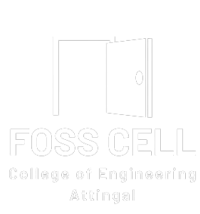 FOSS CELL
College of Engineering
Attingal